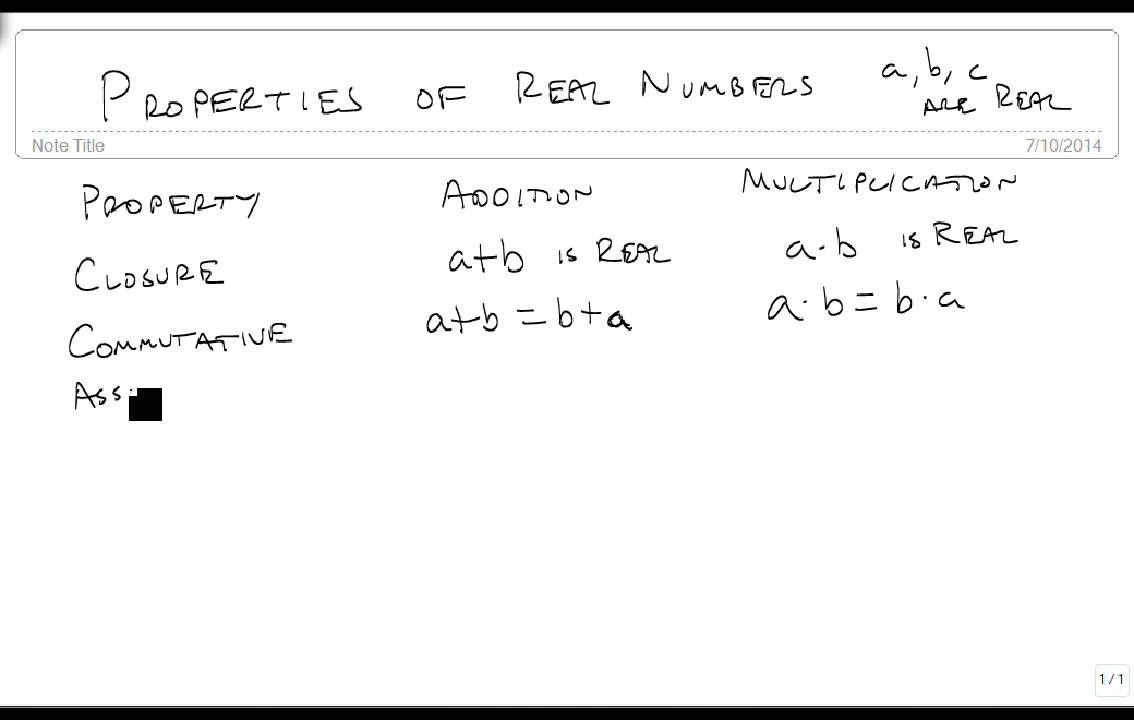 PROPERTIES OF REAL NUMBERS a, b, c
ARE REAL
Note Title 7/10/2014
PROPERTY ADDITION MULTIPLICATION
CLOSURE a+b is REAL a·b is REAL
COMMUTATIVE a+b = b+a a·b = b·a
ASS
1 / 1